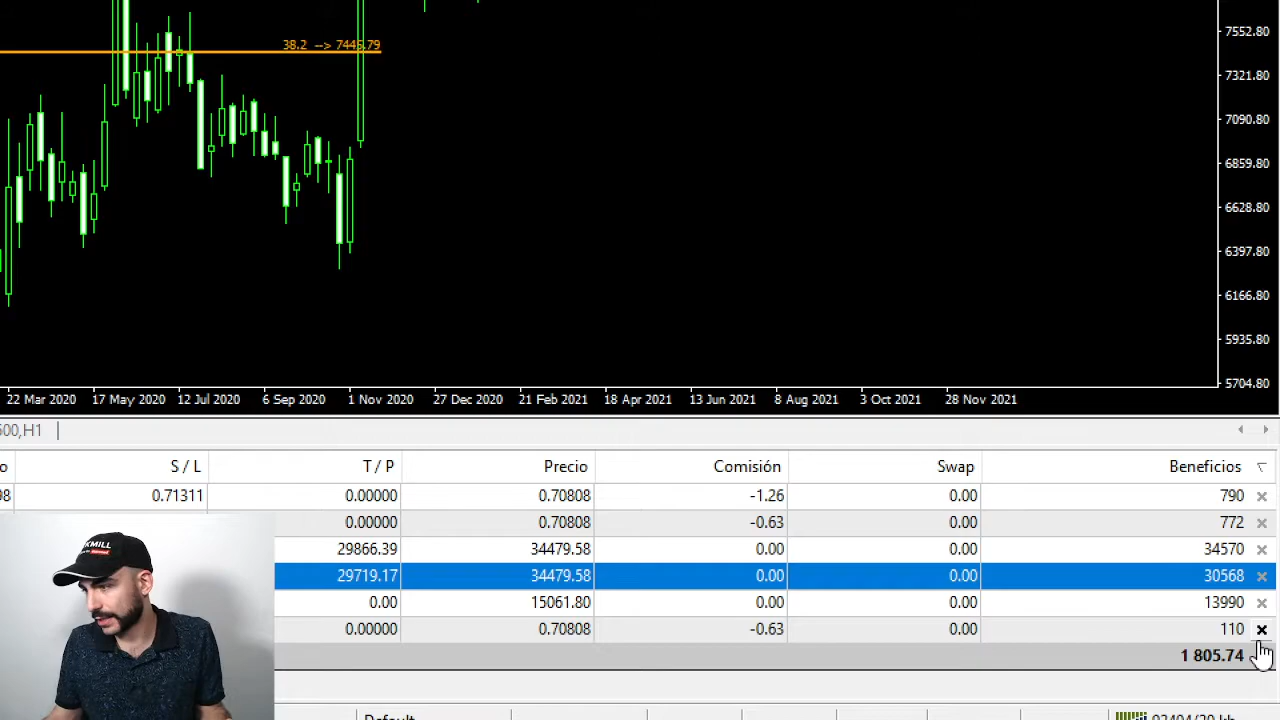 7552.80
38.2 --> 7445.79
7321.80
7090.80
6859.80
6628.80
6397.80
6166.80
5935.80
5704.80
22 Mar 2020 17 May 2020 12 Jul 2020 6 Sep 2020 1 Nov 2020 27 Dec 2020 21 Feb 2021 18 Apr 2021 13 Jun 2021 8 Aug 2021 3 Oct 2021 28 Nov 2021
500,H1
o S / L T / P Precio Comisión Swap Beneficios
98 0.71311 0.00000 0.70808 -1.26 0.00 790
0.00000 0.70808 -0.63 0.00 772
29866.39 34479.58 0.00 0.00 34570
29719.17 34479.58 0.00 0.00 30568
0.00 15061.80 0.00 0.00 13990
0.00000 0.70808 -0.63 0.00 110
1 805.74
Default